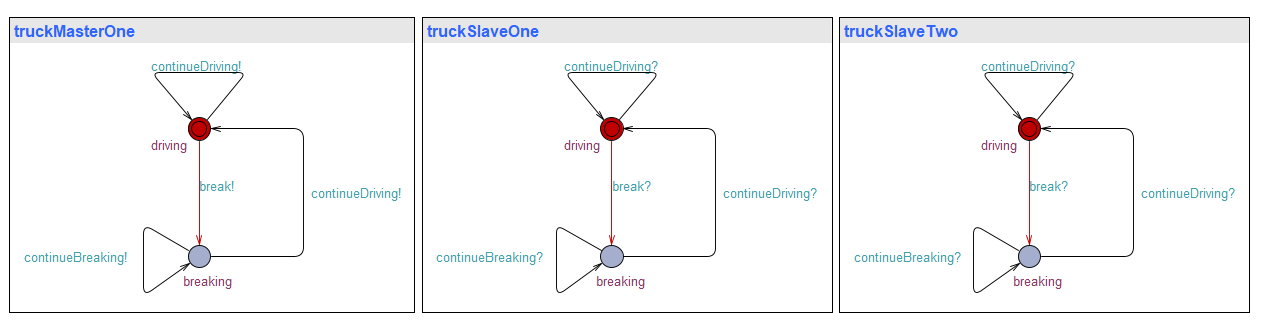 truckMasterOne
continueDriving!
driving
break!
continueDriving!
continueBreaking!
breaking
truckSlaveOne
continueDriving?
driving
break?
continueDriving?
continueBreaking?
breaking
truckSlaveTwo
continueDriving?
driving
break?
continueDriving?
continueBreaking?
breaking